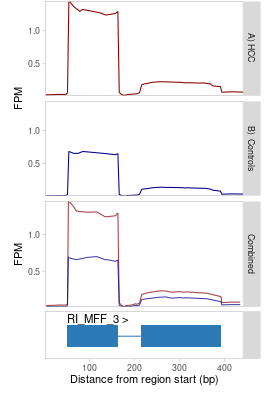 1.0
0.5
FPM
A) HCC
1.0
0.5
B) Controls
1.0
0.5
FPM
Combined
RI_MFF_3 >
100 200 300 400
Distance from region start (bp)